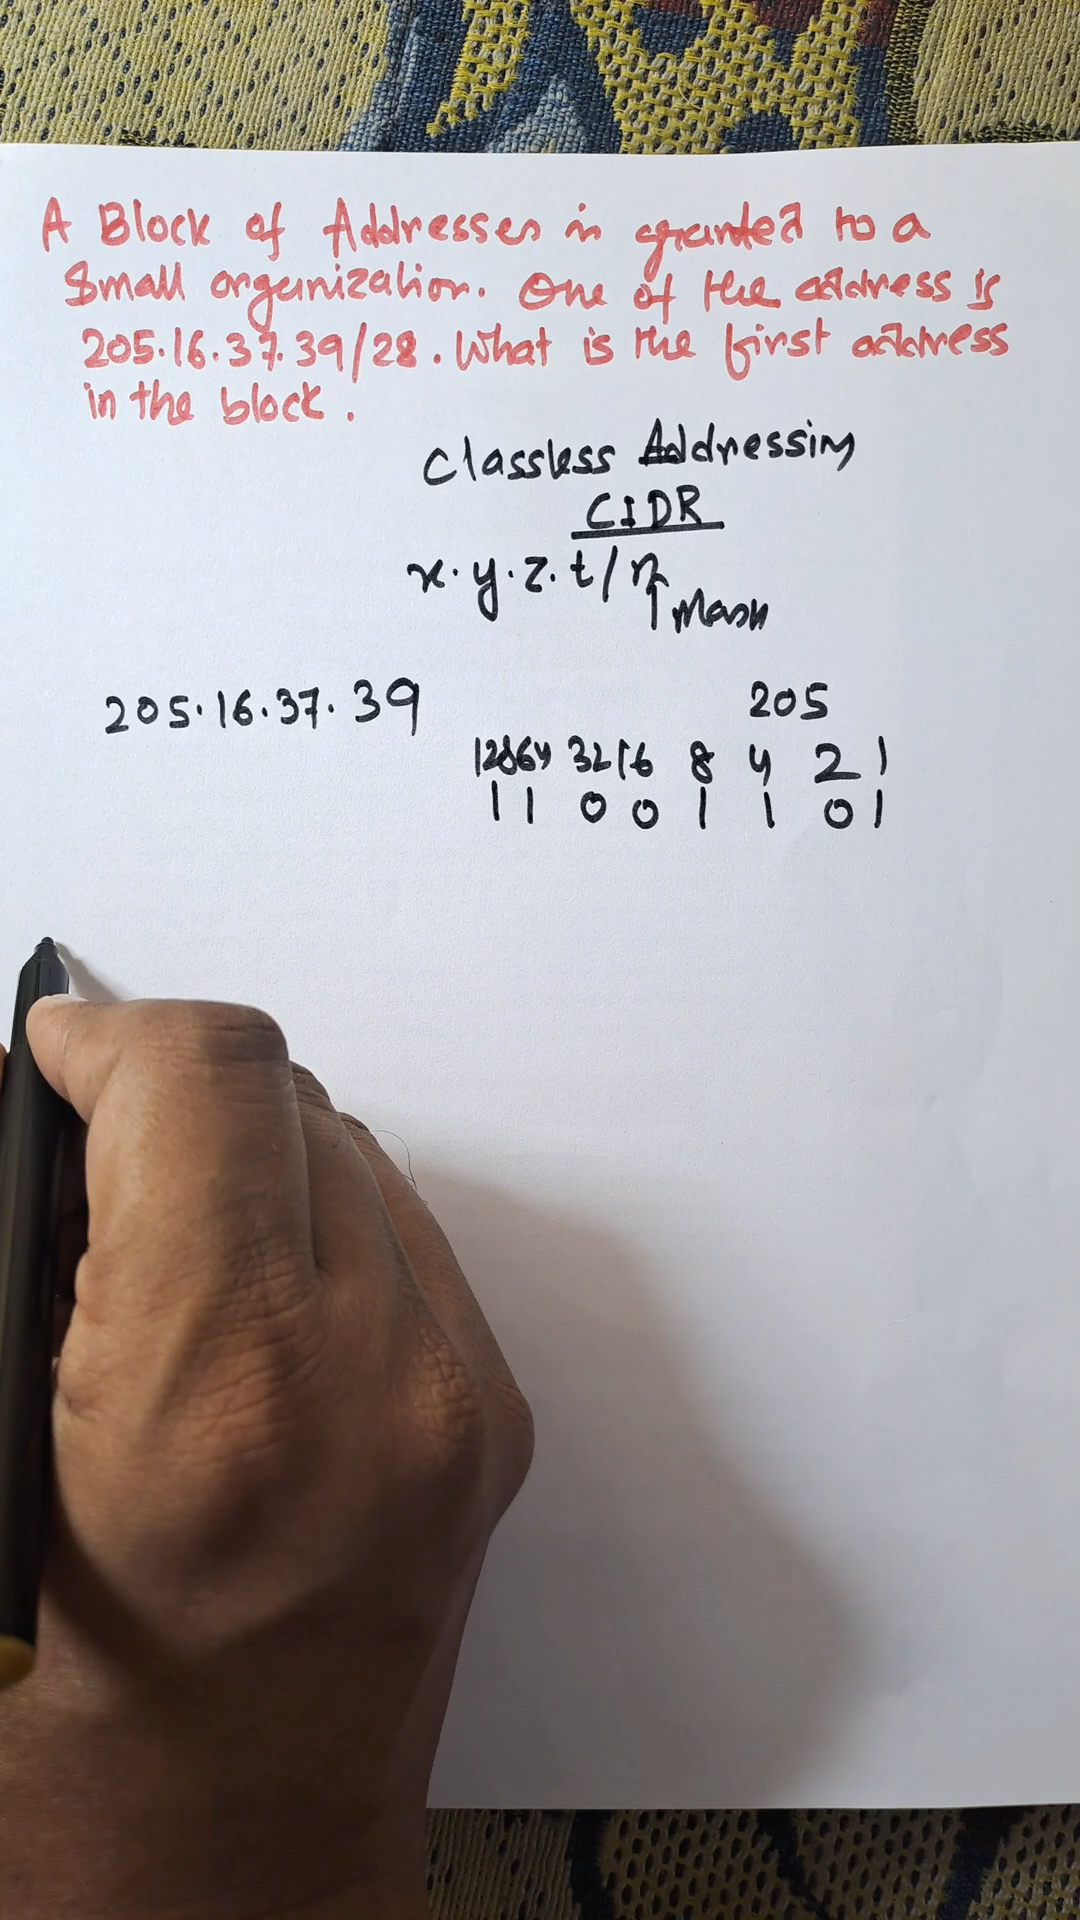 A Block of Addresses is granted to a
Small organization. One of the address is
205.16.37.39/28. What is the first address
in the block.
Classless Addressing
CIDR
x.y.z.t/n
Mask
205.16.37.39
205
128 64 32 16 8 4 2 1
1 1 0 0 1 1 0 1